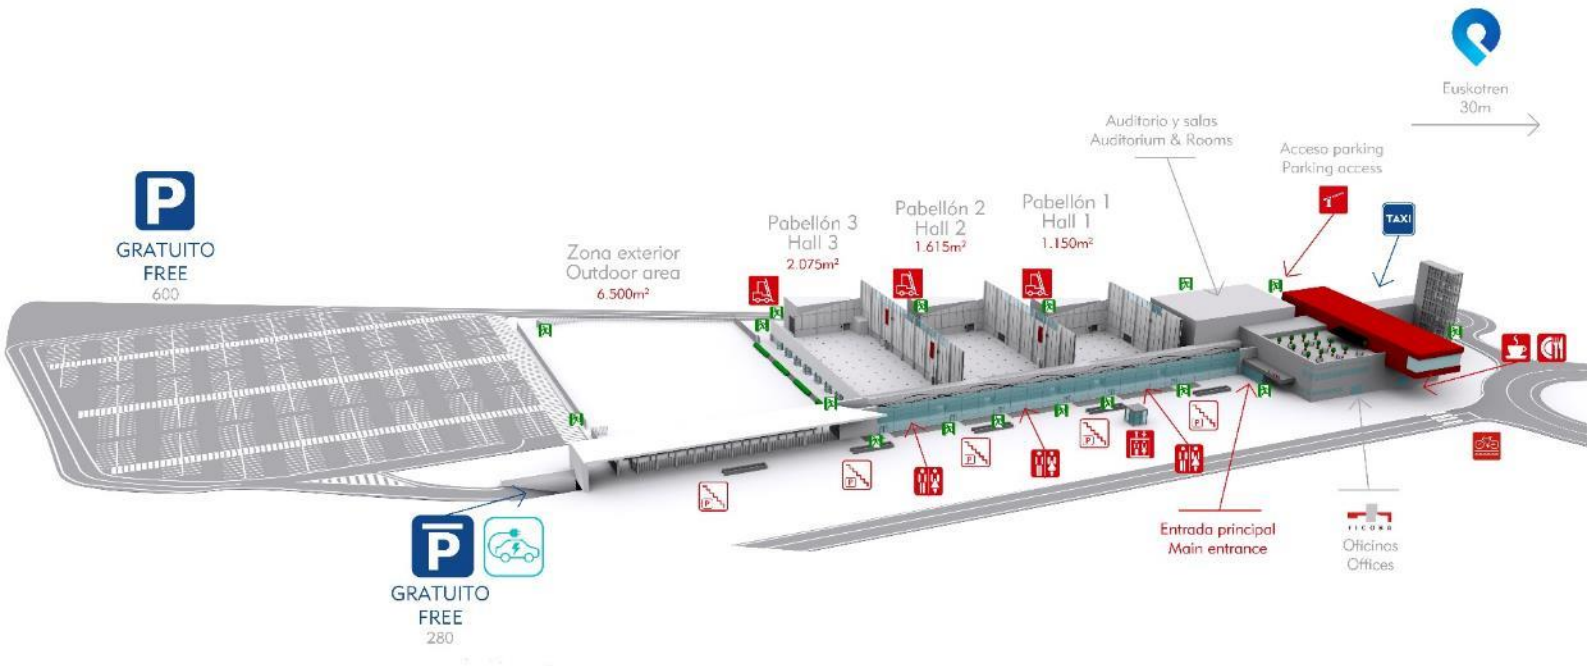 Euskotren
30m
Auditorio y salas
Auditorium & Rooms
Acceso parking
Parking access
TAXI
P
GRATUITO
FREE
600
Zona exterior
Outdoor area
6.500m²
Pabellón 3
Hall 3
2.075m²
Pabellón 2
Hall 2
1.615m²
Pabellón 1
Hall 1
1.150m²
P
P
P
P
P
P
GRATUITO
FREE
280
Entrada principal
Main entrance
FICOBA
Oficinas
Offices